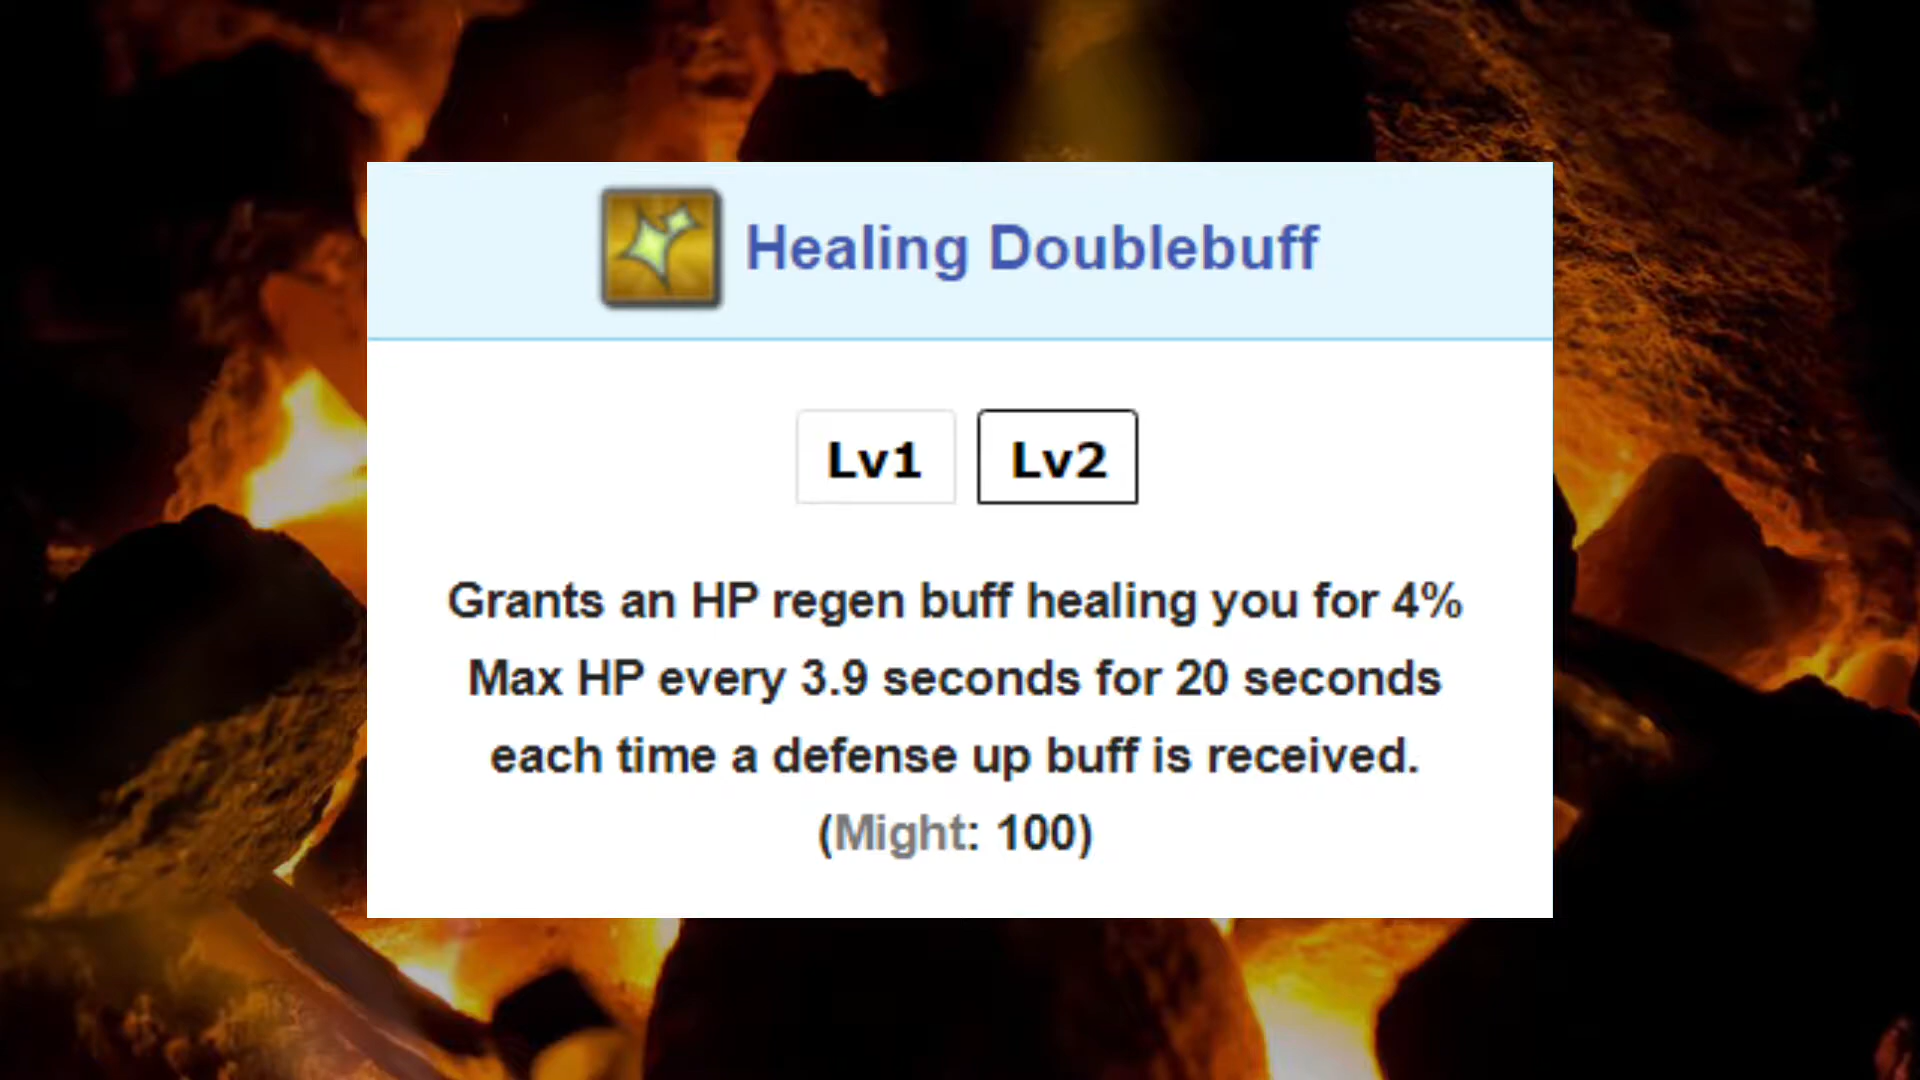 Healing Doublebuff
Lv1 Lv2
Grants an HP regen buff healing you for 4%
Max HP every 3.9 seconds for 20 seconds
each time a defense up buff is received.
(Might: 100)